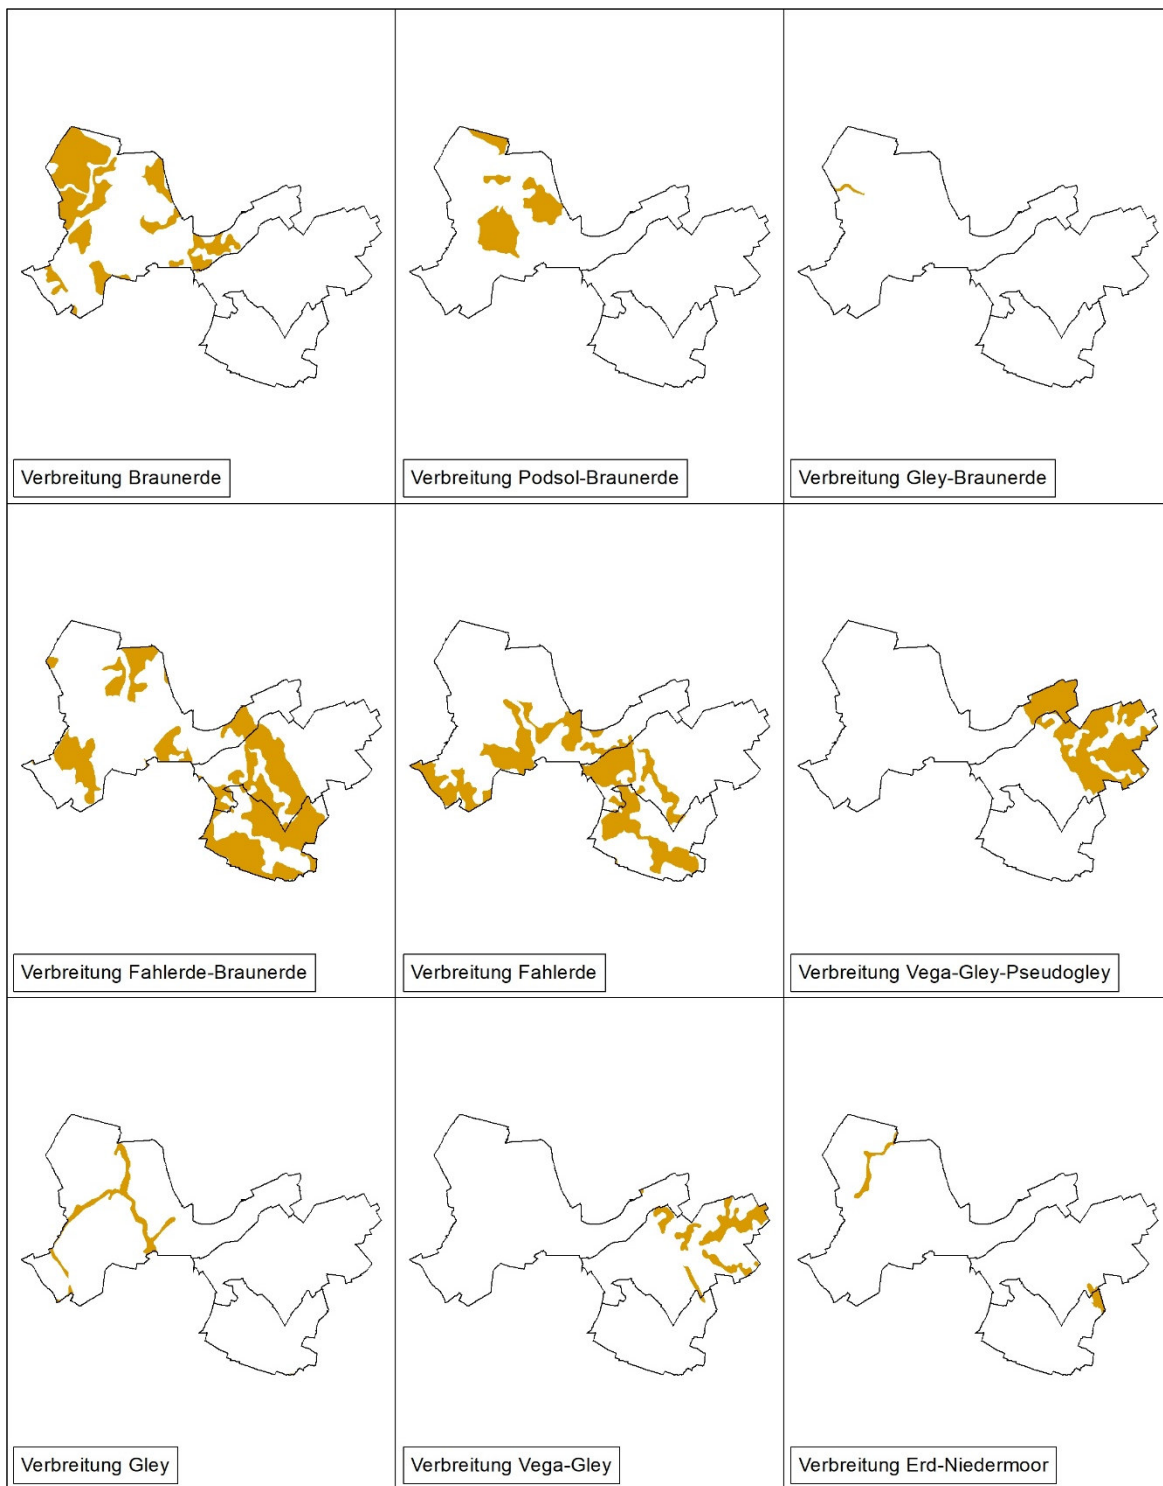 Verbreitung Braunerde
Verbreitung Podsol-Braunerde
Verbreitung Gley-Braunerde
Verbreitung Fahlerde-Braunerde
Verbreitung Fahlerde
Verbreitung Vega-Gley-Pseudogley
Verbreitung Gley
Verbreitung Vega-Gley
Verbreitung Erd-Niedermoor